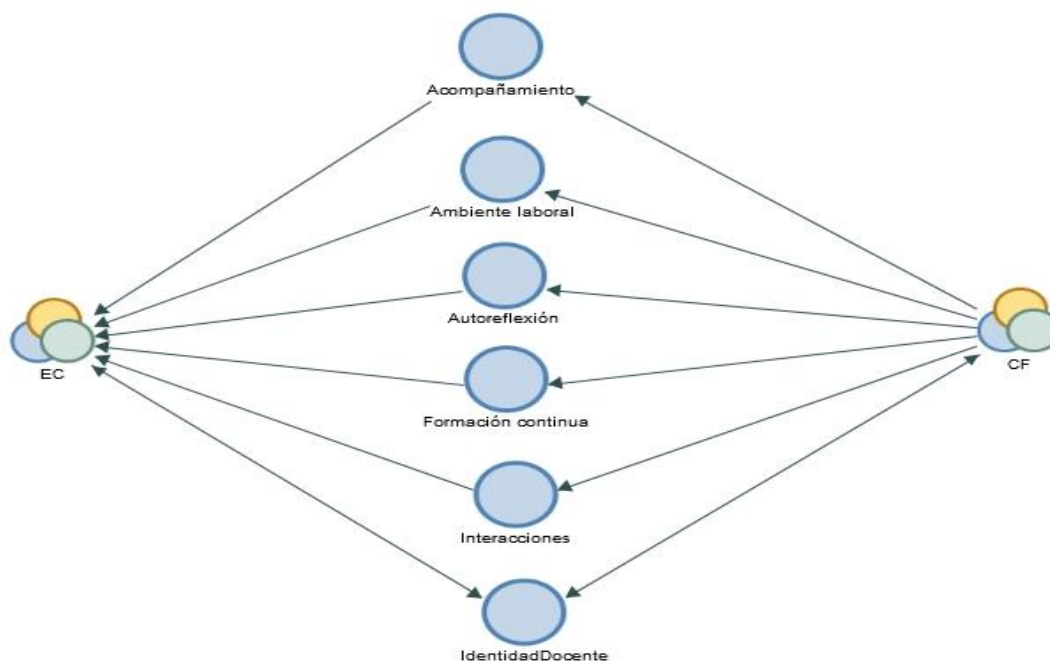 Acompañamiento
Ambiente laboral
Autoreflexión
EC
CF
Formación continua
Interacciones
IdentidadDocente